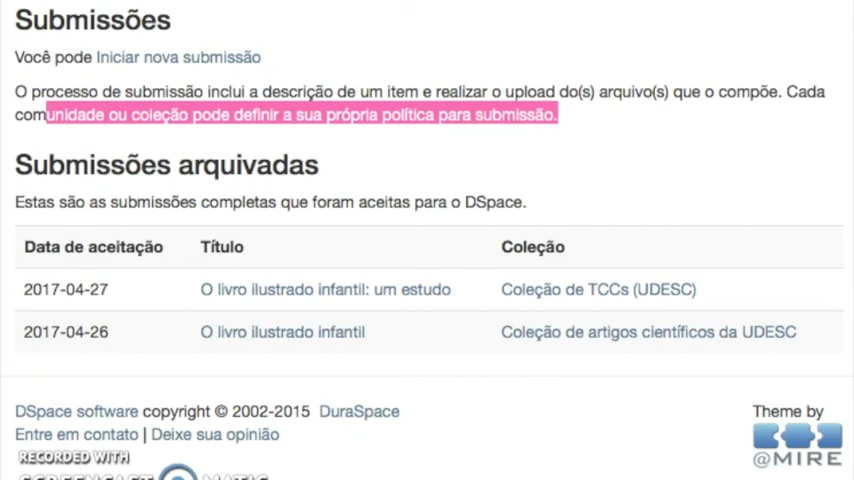 Submissões
Você pode Iniciar nova submissão
O processo de submissão inclui a descrição de um item e realizar o upload do(s) arquivo(s) que o compõe. Cada
comunidade ou coleção pode definir a sua própria política para submissão.
Submissões arquivadas
Estas são as submissões completas que foram aceitas para o DSpace.
Data de aceitação Título Coleção
2017-04-27 O livro ilustrado infantil: um estudo Coleção de TCCs (UDESC)
2017-04-26 O livro ilustrado infantil Coleção de artigos científicos da UDESC
DSpace software copyright © 2002-2015 DuraSpace Theme by
Entre em contato | Deixe sua opinião
@MIRE
RECORDED WITH
SCREENCAST MATIC